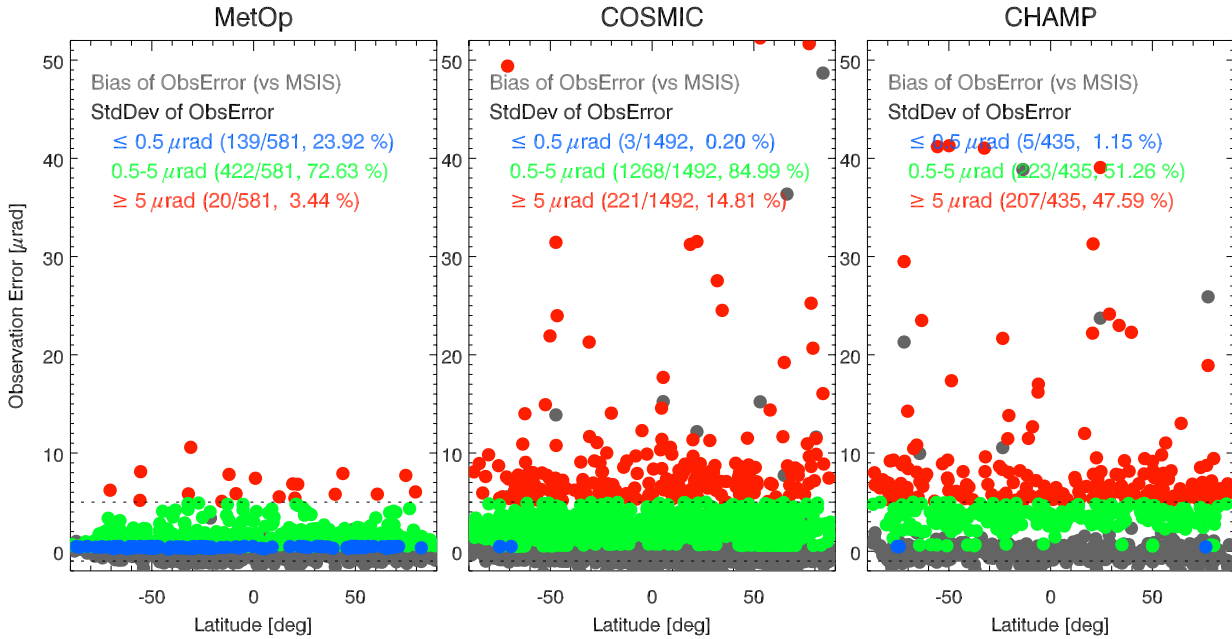 MetOp
COSMIC
CHAMP
Observation Error [μrad]
50
40
30
20
10
0
Bias of ObsError (vs MSIS)
StdDev of ObsError
≤ 0.5 μrad (139/581, 23.92 %)
0.5-5 μrad (422/581, 72.63 %)
≥ 5 μrad (20/581, 3.44 %)
-50
0
50
Latitude [deg]
50
40
30
20
10
0
Bias of ObsError (vs MSIS)
StdDev of ObsError
≤ 0.5 μrad (3/1492, 0.20 %)
0.5-5 μrad (1268/1492, 84.99 %)
≥ 5 μrad (221/1492, 14.81 %)
-50
0
50
Latitude [deg]
50
40
30
20
10
0
Bias of ObsError (vs MSIS)
StdDev of ObsError
≤ 0.5 μrad (5/435, 1.15 %)
0.5-5 μrad (223/435, 51.26 %)
≥ 5 μrad (207/435, 47.59 %)
-50
0
50
Latitude [deg]